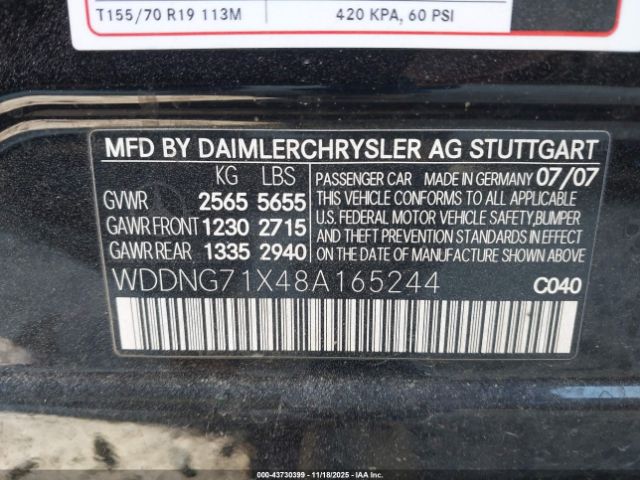 T155/70 R19 113M 420 KPA, 60 PSI
MFD BY DAIMLERCHRYSLER AG STUTTGART
KG LBS PASSENGER CAR MADE IN GERMANY 07/07
GVWR 2565 5655 THIS VEHICLE CONFORMS TO ALL APPLICABLE
GAWR FRONT 1230 2715 U.S. FEDERAL MOTOR VEHICLE SAFETY, BUMPER
GAWR REAR 1335 2940 AND THEFT PREVENTION STANDARDS IN EFFECT
ON THE DATE OF MANUFACTURE SHOWN ABOVE.
WDDNG71X48A165244 C040
000-43730399 - 11/18/2025 - IAAI.COM